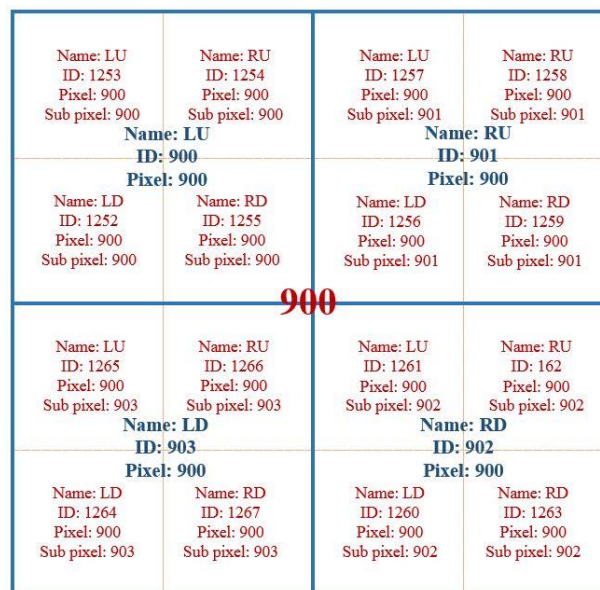 Name: LU
ID: 1253
Pixel: 900
Sub pixel: 900
Name: RU
ID: 1254
Pixel: 900
Sub pixel: 900
Name: LU
ID: 900
Pixel: 900
Name: LD
ID: 1252
Pixel: 900
Sub pixel: 900
Name: RD
ID: 1255
Pixel: 900
Sub pixel: 900
Name: LU
ID: 1257
Pixel: 900
Sub pixel: 901
Name: RU
ID: 1258
Pixel: 900
Sub pixel: 901
Name: RU
ID: 901
Pixel: 900
Name: LD
ID: 1256
Pixel: 900
Sub pixel: 901
Name: RD
ID: 1259
Pixel: 900
Sub pixel: 901
900
Name: LU
ID: 1265
Pixel: 900
Sub pixel: 903
Name: RU
ID: 1266
Pixel: 900
Sub pixel: 903
Name: LD
ID: 903
Pixel: 900
Name: LD
ID: 1264
Pixel: 900
Sub pixel: 903
Name: RD
ID: 1267
Pixel: 900
Sub pixel: 903
Name: LU
ID: 1261
Pixel: 900
Sub pixel: 902
Name: RU
ID: 162
Pixel: 900
Sub pixel: 902
Name: RD
ID: 902
Pixel: 900
Name: LD
ID: 1260
Pixel: 900
Sub pixel: 902
Name: RD
ID: 1263
Pixel: 900
Sub pixel: 902